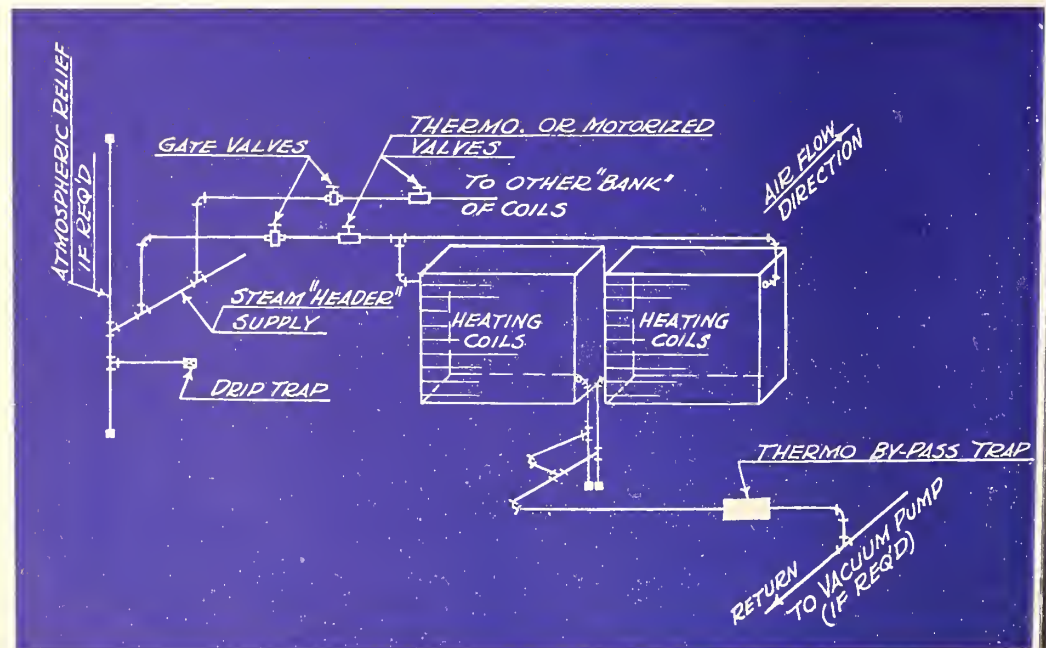 ATMOSPHERIC RELIEF
IF REQ'D
GATE VALVES
THERMO. OR MOTORIZED
VALVES
TO OTHER "BANK"
OF COILS
AIR FLOW
DIRECTION
STEAM "HEADER"
SUPPLY
HEATING
COILS
HEATING
COILS
DRIP TRAP
THERMO BY-PASS TRAP
RETURN
TO VACUUM PUMP
(IF REQ'D)